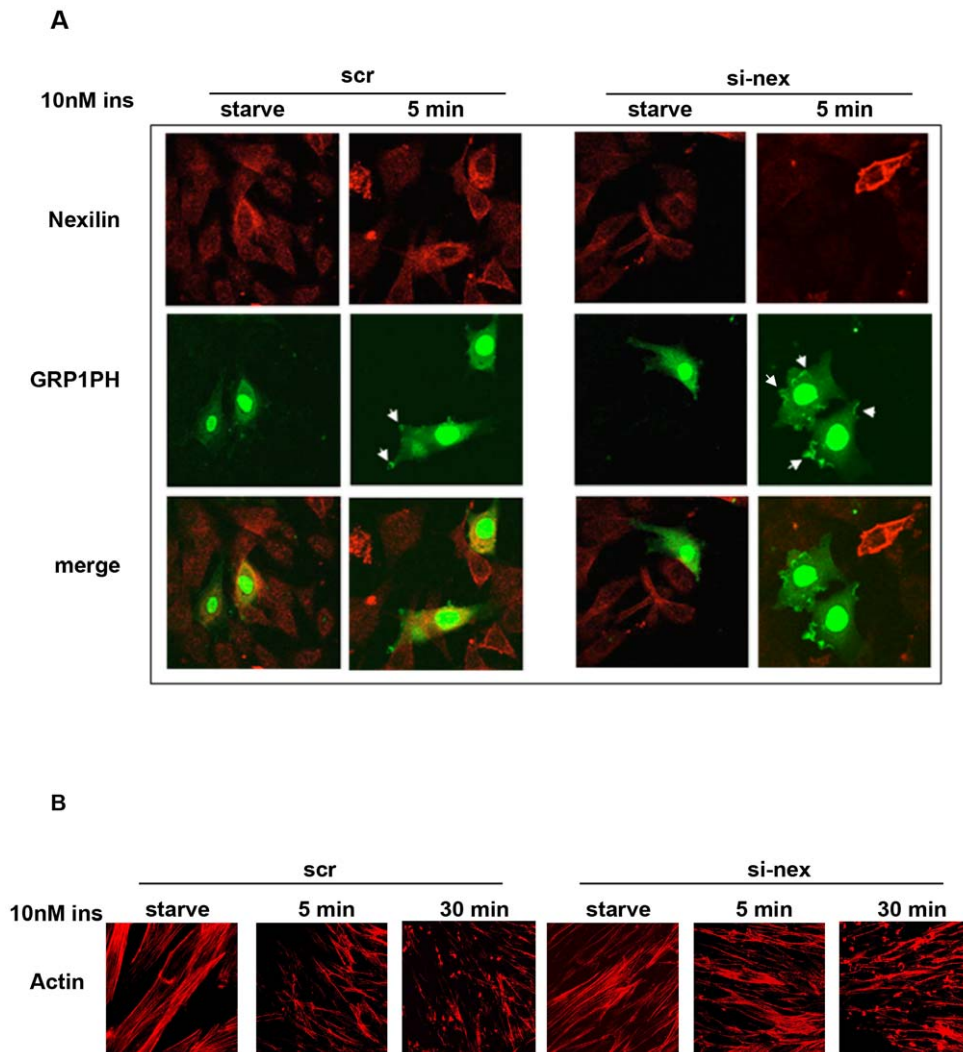 A
scr si-nex
10nM ins starve 5 min starve 5 min
Nexilin
GRP1PH
merge
B
scr si-nex
10nM ins starve 5 min 30 min starve 5 min 30 min
Actin